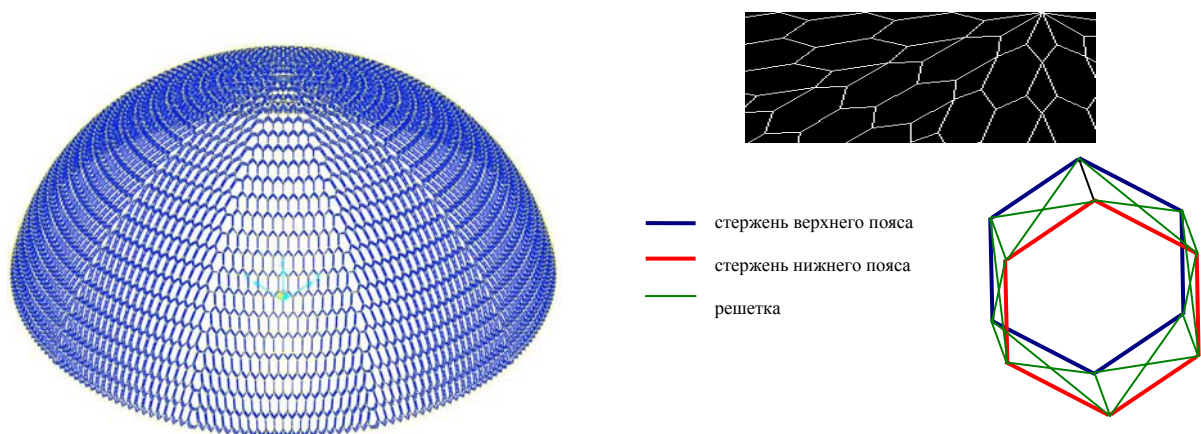 стержень верхнего пояса
стержень нижнего пояса
решетка